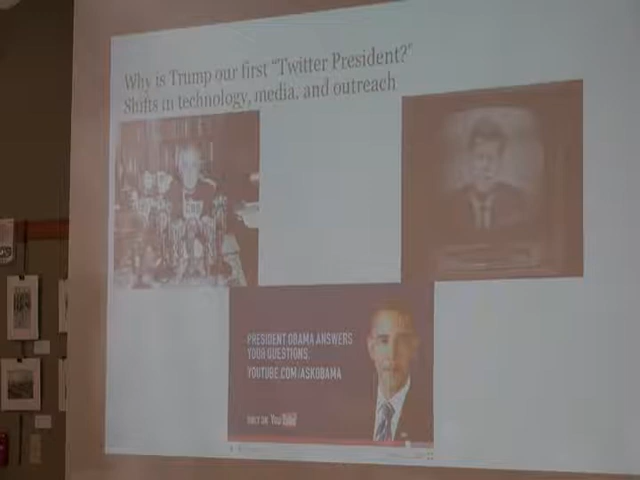 Why is Trump our first "Twitter President?"
Shifts in technology, media, and outreach
PRESIDENT OBAMA ANSWERS
YOUR QUESTIONS.
YOUTUBE.COM/ASKOBAMA
YouTube